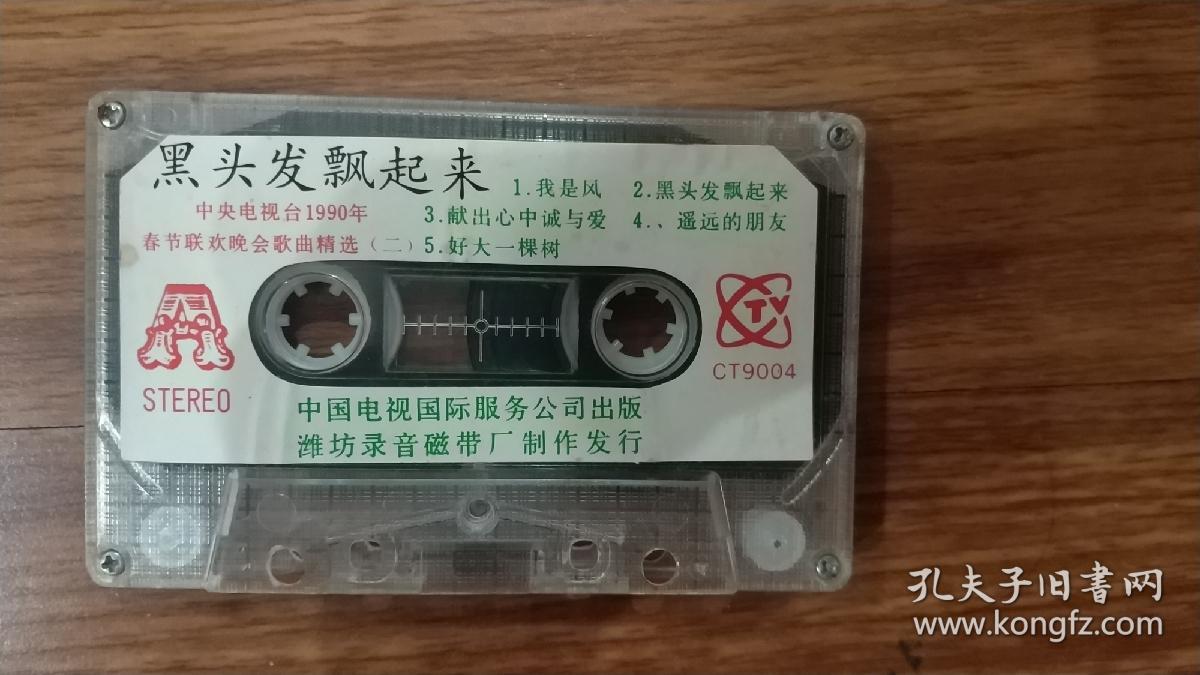 黑头发飘起来
中央电视台1990年
春节联欢晚会歌曲精选（二）
1.我是风 2.黑头发飘起来
3.献出心中诚与爱 4.、遥远的朋友
5.好大一棵树
A
STEREO
TV
CT9004
中国电视国际服务公司出版
潍坊录音磁带厂制作发行
孔夫子旧书网
www.kongfz.com